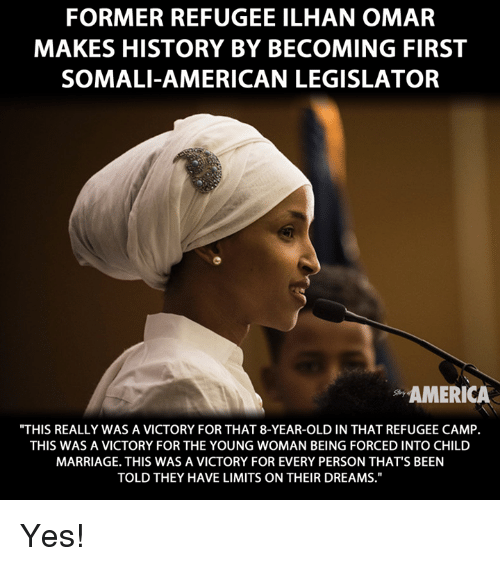 FORMER REFUGEE ILHAN OMAR
MAKES HISTORY BY BECOMING FIRST
SOMALI-AMERICAN LEGISLATOR
AMERICA
"THIS REALLY WAS A VICTORY FOR THAT 8-YEAR-OLD IN THAT REFUGEE CAMP.
THIS WAS A VICTORY FOR THE YOUNG WOMAN BEING FORCED INTO CHILD
MARRIAGE. THIS WAS A VICTORY FOR EVERY PERSON THAT'S BEEN
TOLD THEY HAVE LIMITS ON THEIR DREAMS."
Yes!